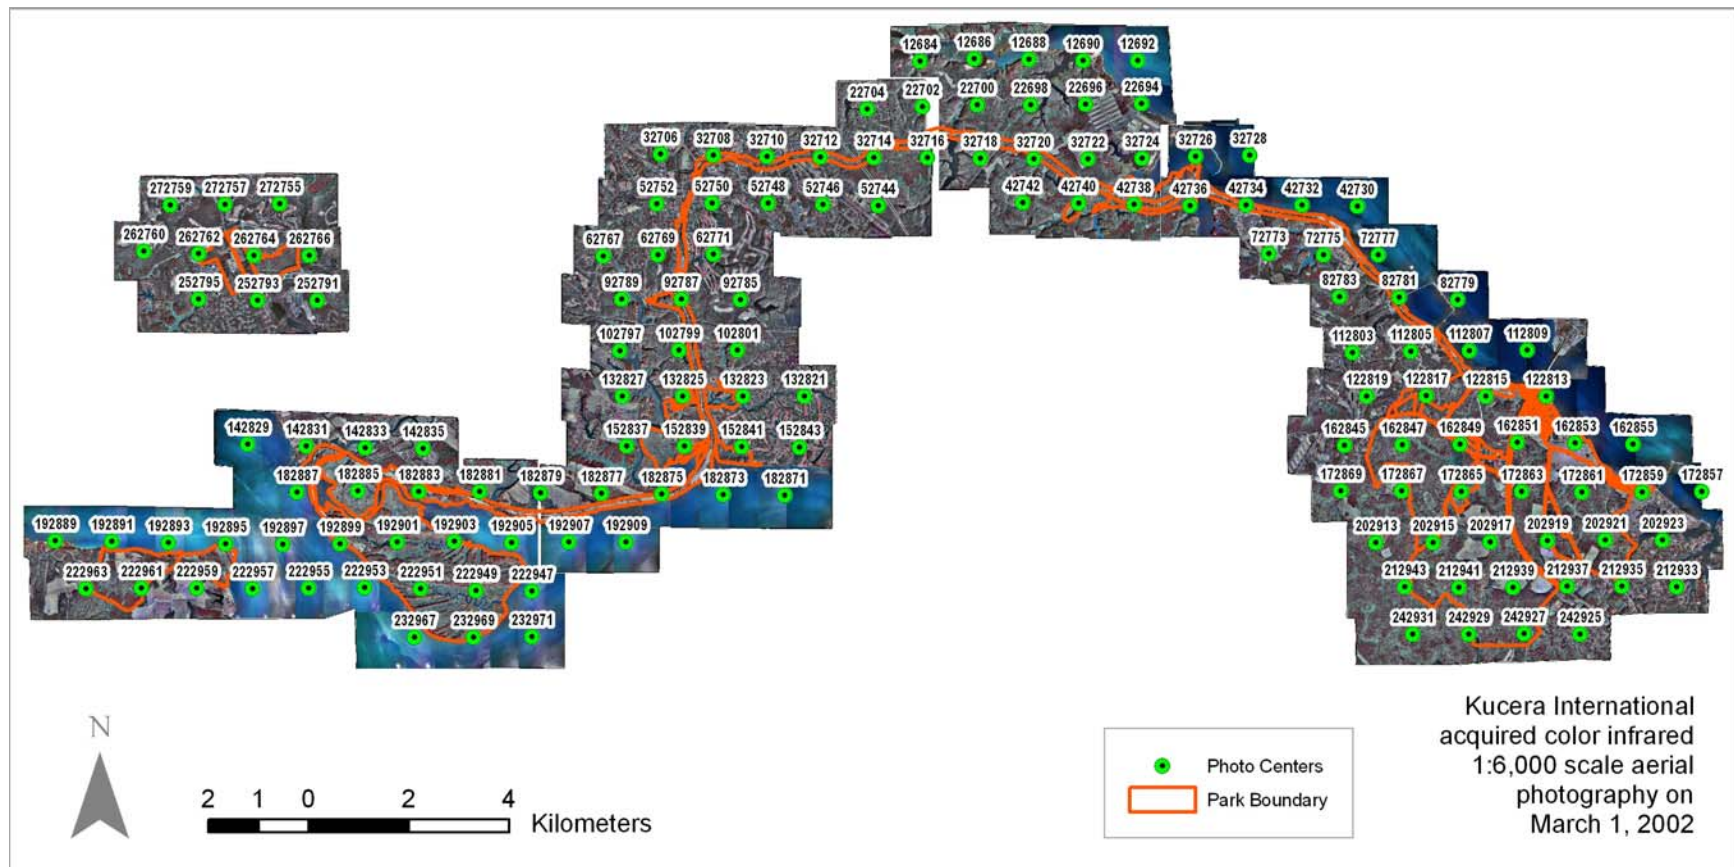 12684 12686 12688 12690 12692
22704 22702 22700 22698 22696 22694
32706 32708 32710 32712 32714 32716 32718 32720 32722 32724 32726 32728
272759 272757 272755
52752 52750 52748 52746 52744 42742 42740 42738 42736 42734 42732 42730
262760 262762 262764 262766
62767 62769 62771 72773 72775 72777
252795 252793 252791
92789 92787 92785 82783 82781 82779
102797 102799 102801 112803 112805 112807 112809
132827 132825 132823 132821 122819 122817 122815 122813
142829 142831 142833 142835 152837 152839 152841 152843 162845 162847 162849 162851 162853 162855
182887 182885 182883 182881 182879 182877 182875 182873 182871 172869 172867 172865 172863 172861 172859 172857
192889 192891 192893 192895 192897 192899 192901 192903 192905 192907 192909 202913 202915 202917 202919 202921 202923
222963 222961 222959 222957 222955 222953 222951 222949 222947 212943 212941 212939 212937 212935 212933
232967 232969 232971 242931 242929 242927 242925
N
2 1 0 2 4
Kilometers
Photo Centers
Park Boundary
Kucera International
acquired color infrared
1:6,000 scale aerial
photography on
March 1, 2002